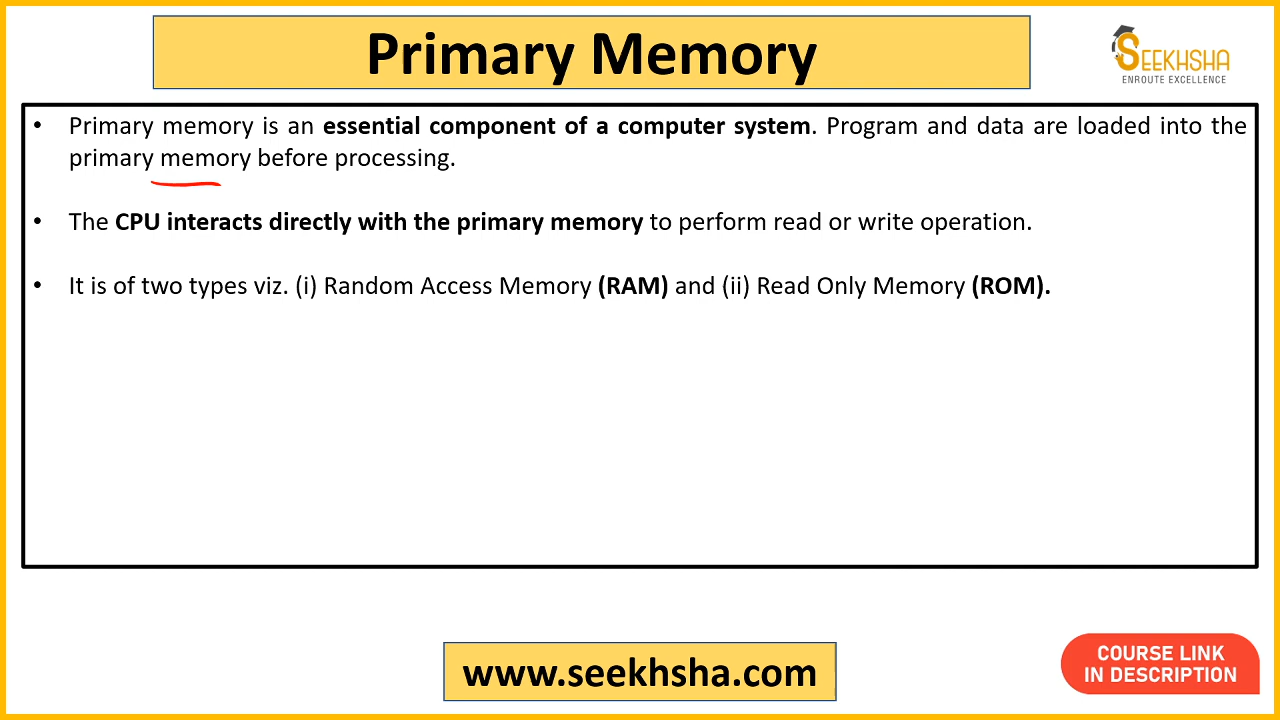 Primary Memory
SEEKHSHA
ENROUTE EXCELLENCE
• Primary memory is an essential component of a computer system. Program and data are loaded into the
primary memory before processing.
• The CPU interacts directly with the primary memory to perform read or write operation.
• It is of two types viz. (i) Random Access Memory (RAM) and (ii) Read Only Memory (ROM).
www.seekhsha.com
COURSE LINK
IN DESCRIPTION